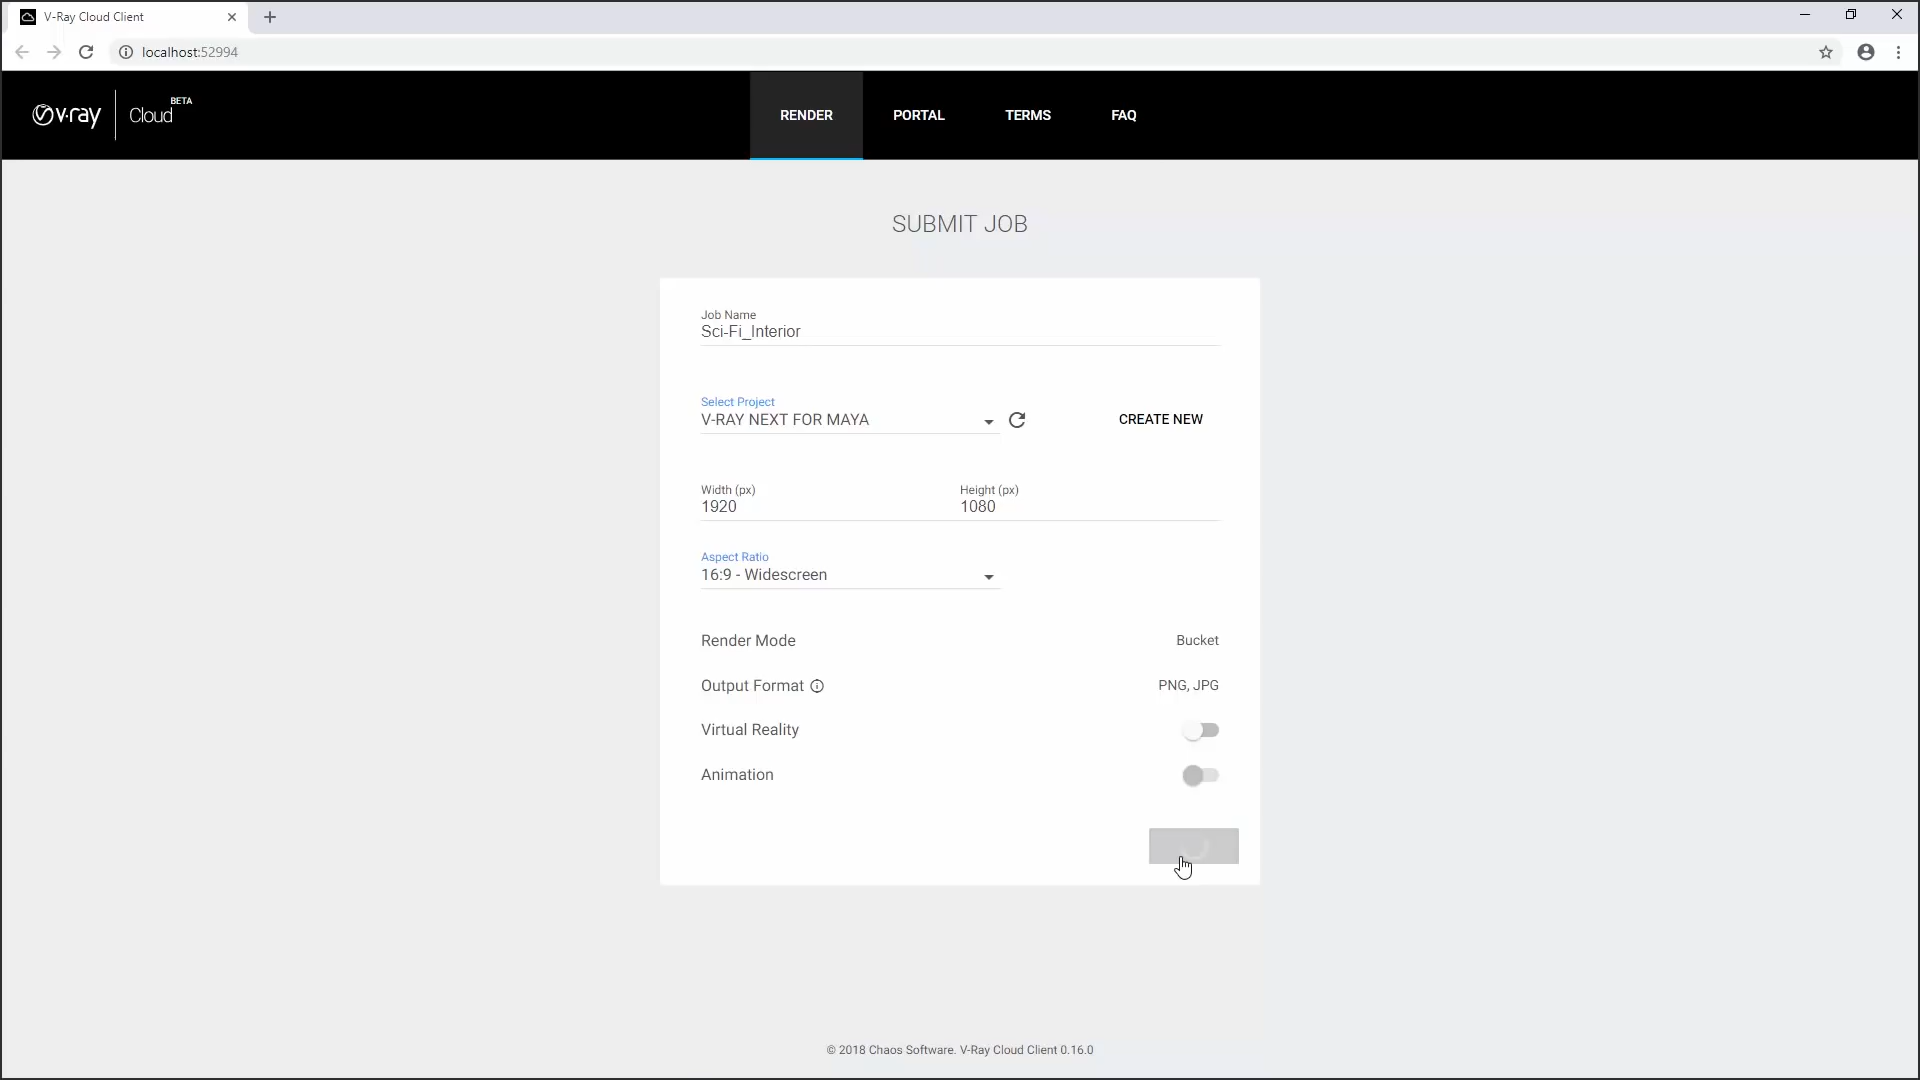 V-Ray Cloud Client
localhost:52994
v·ray Cloud BETA
RENDER PORTAL TERMS FAQ
SUBMIT JOB
Job Name
Sci-Fi_Interior
Select Project
V-RAY NEXT FOR MAYA
CREATE NEW
Width (px) Height (px)
1920 1080
Aspect Ratio
16:9 - Widescreen
Render Mode Bucket
Output Format PNG, JPG
Virtual Reality
Animation
© 2018 Chaos Software. V-Ray Cloud Client 0.16.0